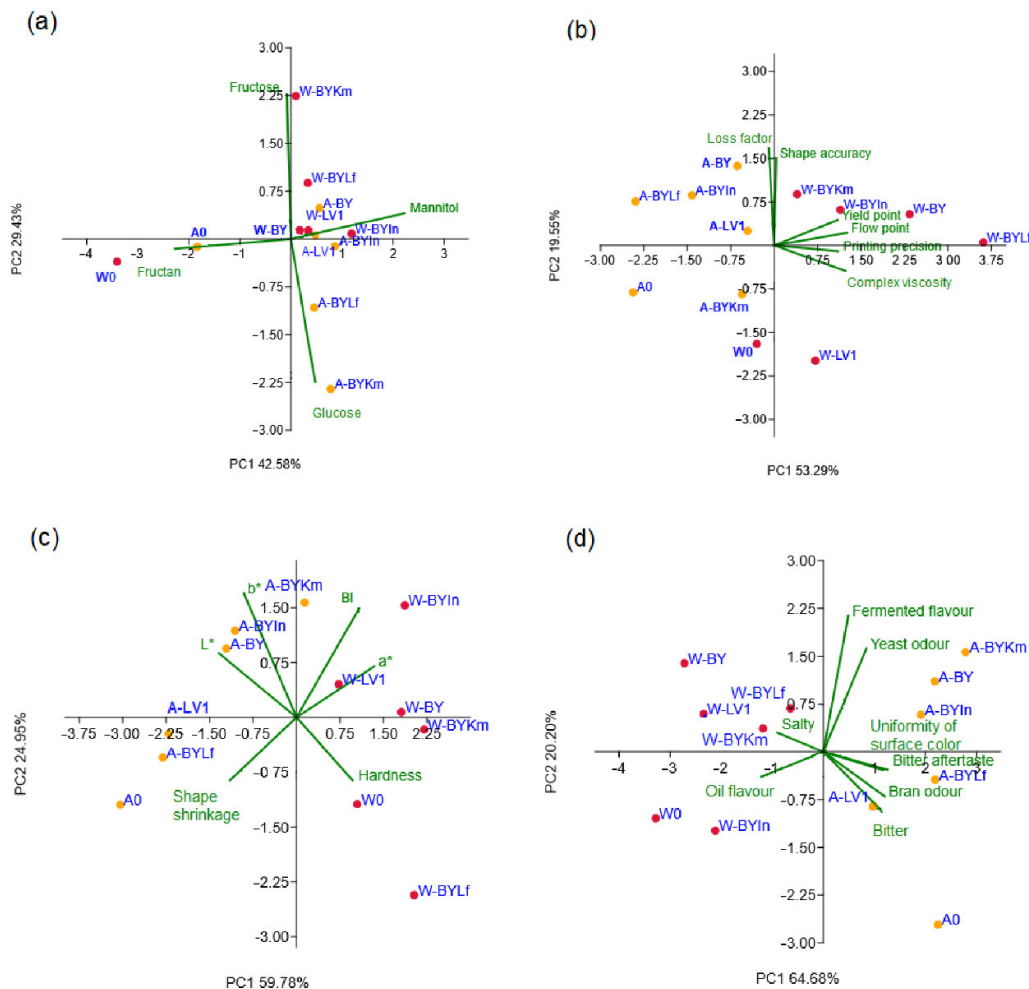 (a)
3.00
Fructose
2.25
W-BYKm
1.50
W-BYLf
0.75
A-BY
W-LV1
Mannitol
A0
W-BY
W-BYIn
−4 −3 −2 −1 0 1 2 3
A-LV1
A-BYIn
W0
Fructan
−0.75
A-BYLf
−1.50
−2.25
A-BYKm
Glucose
−3.00
PC2 29.43%
PC1 42.58%
(b)
3.00
2.25
Loss factor
1.50
Shape accuracy
A-BY
A-BYLf
A-BYIn
0.75
W-BYKm
W-BYIn
W-BY
Yield point
A-LV1
Flow point
W-BYLf
Printing precision
−3.00 −2.25 −1.50 −0.75 0.75 1.50 2.25 3.00 3.75
Complex viscosity
A0
A-BYKm
−0.75
W0
−1.50
W-LV1
−2.25
−3.00
PC2 19.55%
PC1 53.29%
(c)
b* A-BYKm
BI
1.50
W-BYIn
A-BYIn
L*
A-BY
0.75
a*
W-LV1
A-LV1
W-BY
W-BYKm
−3.75 −3.00 −2.25 −1.50 −0.75 0.75 1.50 2.25
A-BYLf
−0.75
Hardness
A0
Shape
shrinkage
W0
−1.50
−2.25
W-BYLf
−3.00
PC2 24.95%
PC1 59.78%
(d)
3.00
2.25
Fermented flavour
Yeast odour
1.50
A-BYKm
W-BY
A-BY
W-BYLf
0.75
A-BYIn
W-LV1
Salty
Uniformity of
surface color
W-BYKm
Bitter aftertaste
−4 −3 −2 −1 0 1 2 3
A-BYLf
Oil flavour
Bran odour
−0.75
A-LV1
W0
Bitter
W-BYIn
−1.50
−2.25
A0
−3.00
PC2 20.20%
PC1 64.68%